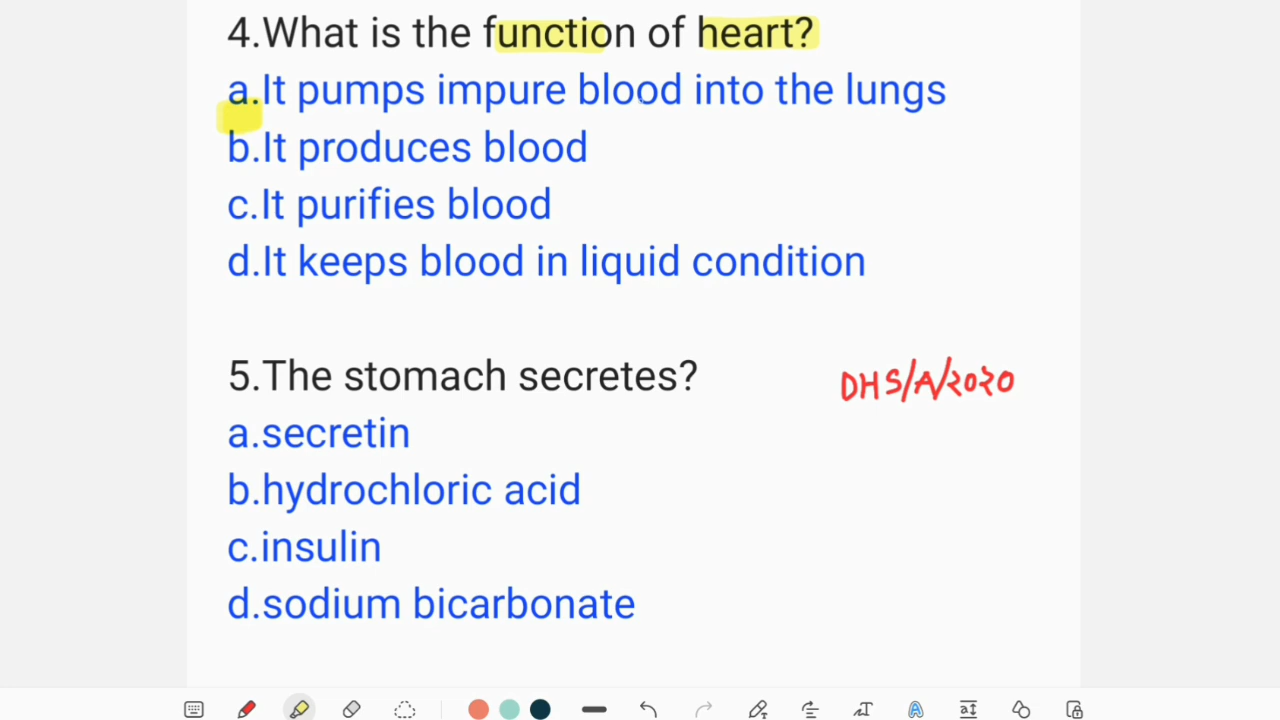 4.What is the function of heart?
a.It pumps impure blood into the lungs
b.It produces blood
c.It purifies blood
d.It keeps blood in liquid condition
5.The stomach secretes?
DHS/A/2020
a.secretin
b.hydrochloric acid
c.insulin
d.sodium bicarbonate